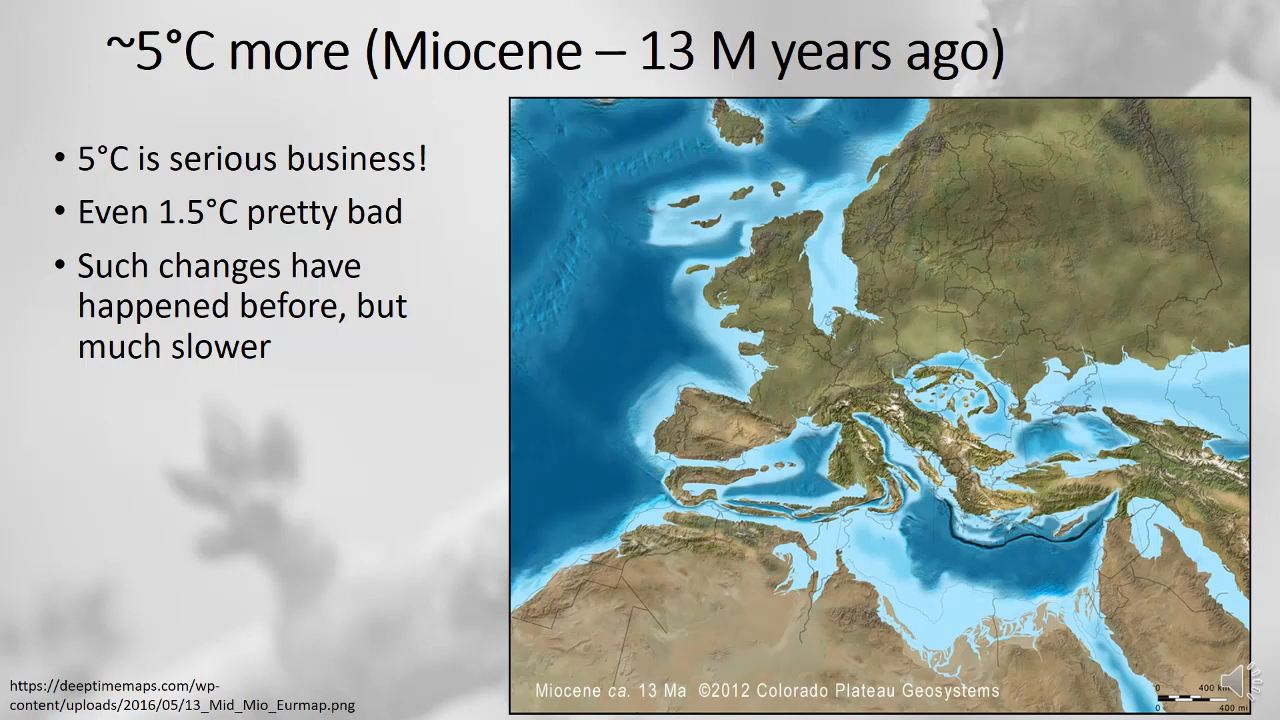 ~5°C more (Miocene – 13 M years ago)
• 5°C is serious business!
• Even 1.5°C pretty bad
• Such changes have
happened before, but
much slower
Miocene ca. 13 Ma ©2012 Colorado Plateau Geosystems
0 400 km
0 400 mi
https://deeptimemaps.com/wp-
content/uploads/2016/05/13_Mid_Mio_Eurmap.png